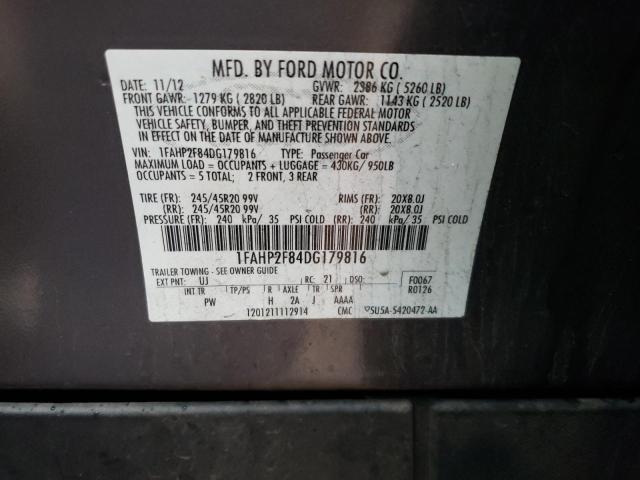 MFD. BY FORD MOTOR CO.
DATE: 11/12 GVWR: 2386 KG ( 5260 LB)
FRONT GAWR: 1279 KG ( 2820 LB) REAR GAWR: 1143 KG ( 2520 LB)
THIS VEHICLE CONFORMS TO ALL APPLICABLE FEDERAL MOTOR
VEHICLE SAFETY, BUMPER, AND THEFT PREVENTION STANDARDS
IN EFFECT ON THE DATE OF MANUFACTURE SHOWN ABOVE.
VIN: 1FAHP2F84DG179816 TYPE: Passenger Car
MAXIMUM LOAD = OCCUPANTS + LUGGAGE = 430KG/ 950LB
OCCUPANTS = 5 TOTAL; 2 FRONT, 3 REAR
TIRE (FR): 245/45R20 99V RIMS (FR): 20X8.0J
(RR): 245/45R20 99V (RR): 20X8.0J
PRESSURE (FR): 240 kPa/ 35 PSI COLD (RR): 240 kPa/ 35 PSI COLD
1FAHP2F84DG179816
TRAILER TOWING - SEE OWNER GUIDE
EXT PNT: UJ RC: 21 DSO: F0067
INT TR TP/PS R AXLE TR SPR R0126
PW H 2A J AAAA
1201211112914 CMC 5U5A-5420472-AA